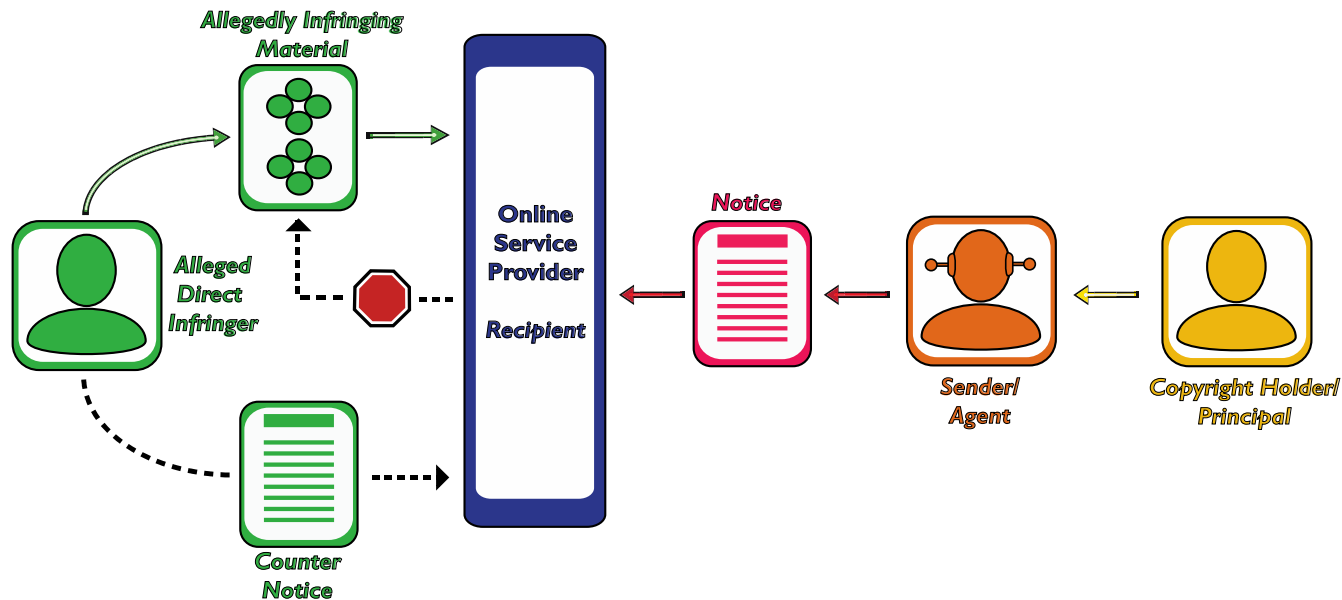 Allegedly Infringing
Material
Alleged
Direct
Infringer
Counter
Notice
Online
Service
Provider
Recipient
Notice
Sender/
Agent
Copyright Holder/
Principal